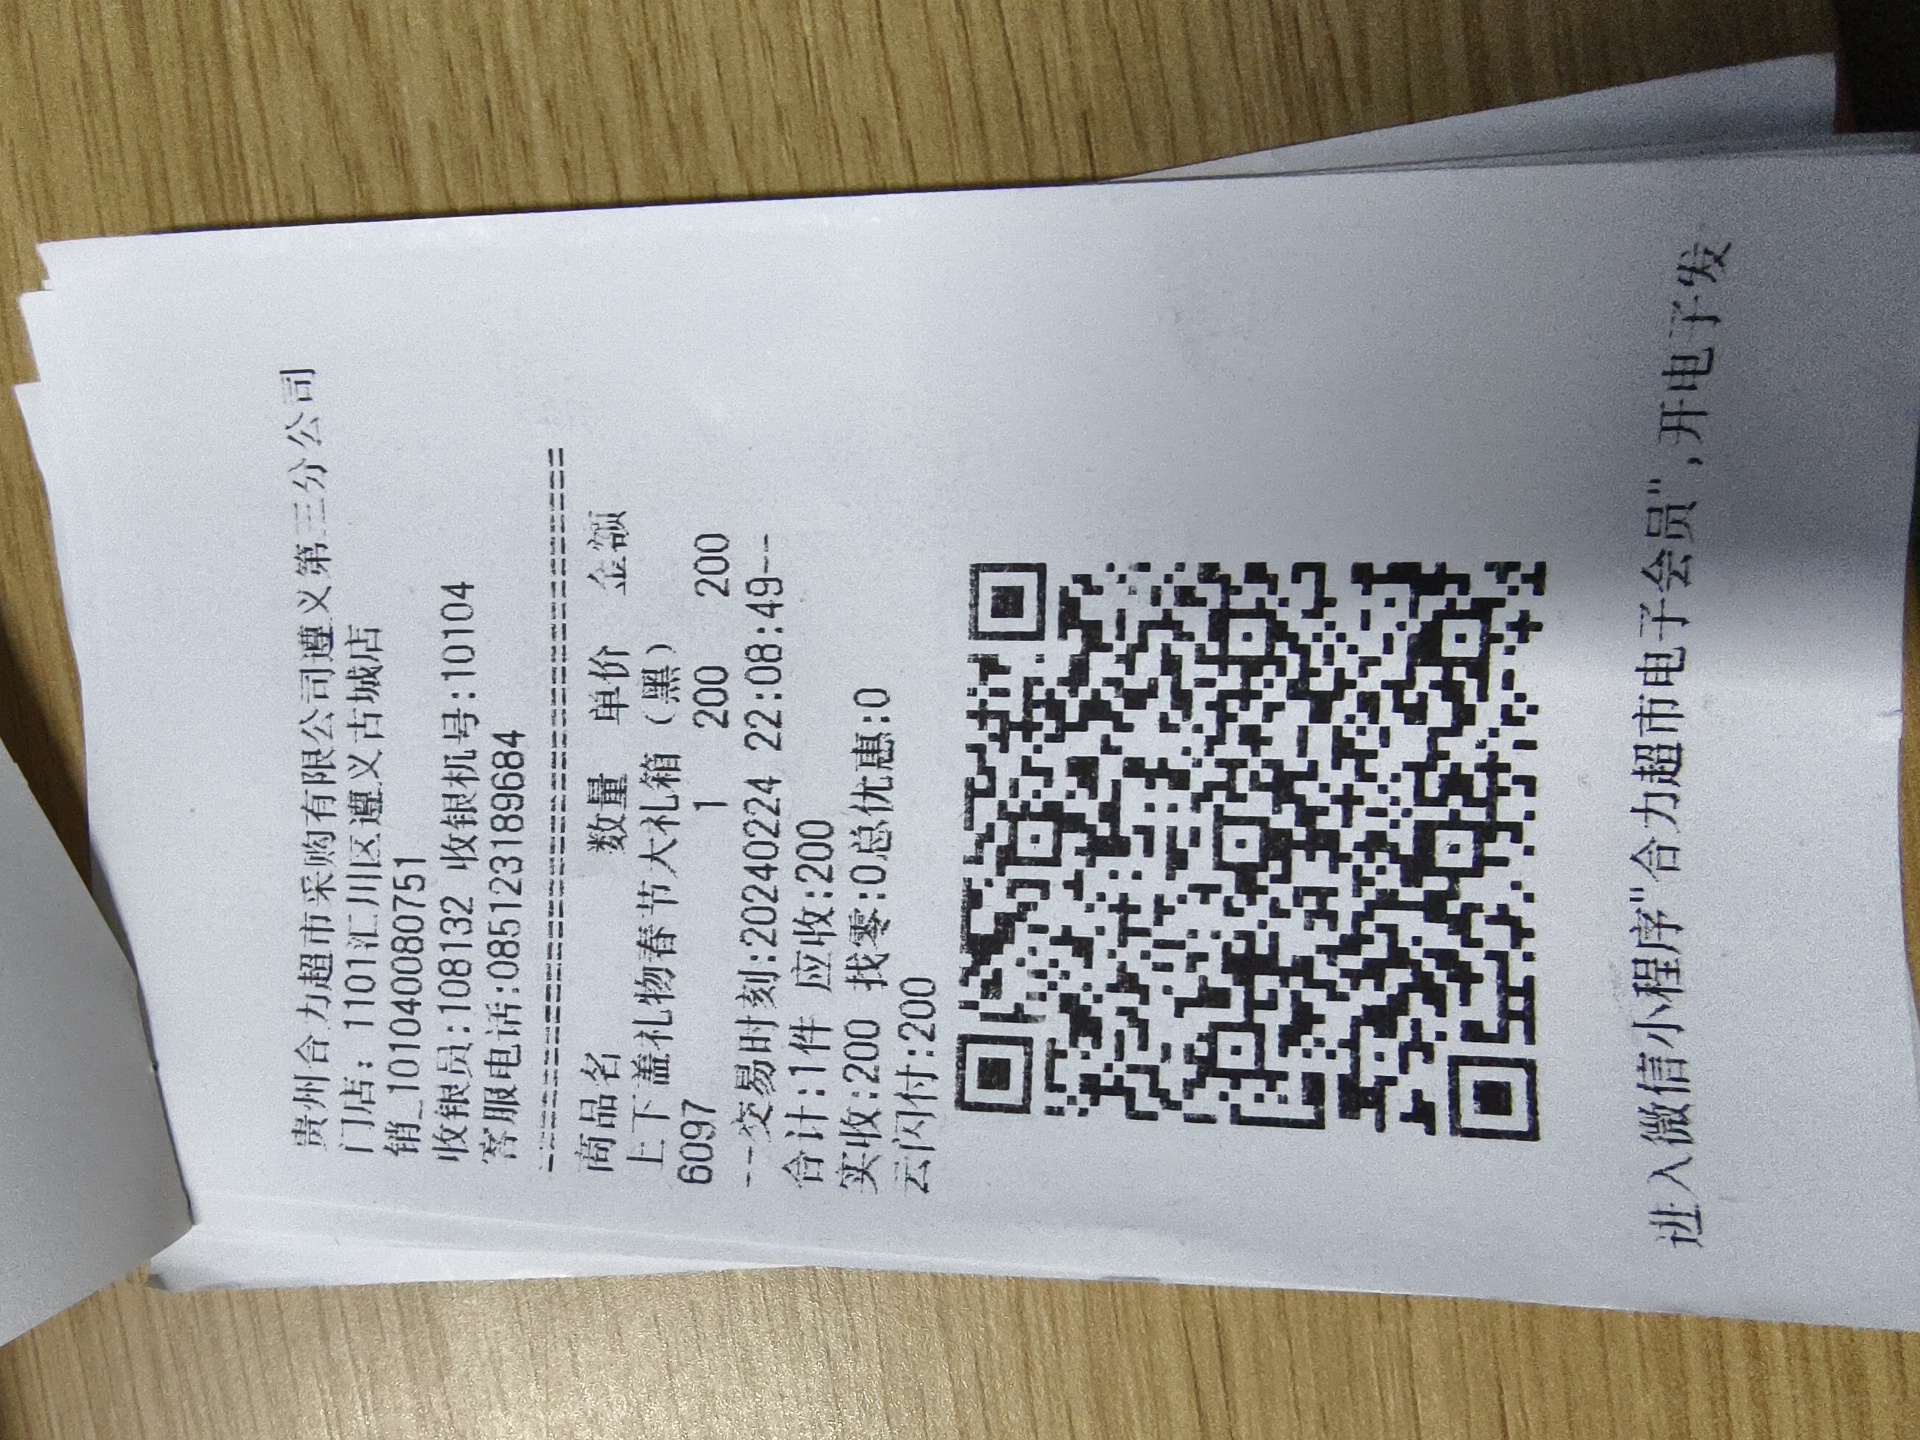 贵州合力超市采购有限公司遵义第三分公司
门店：1101汇川区遵义古城店
销_101040080751
收银员:108132 收银机号:10104
客服电话:085123189684
商品名 数量 单价 金额
上下盖礼物春节大礼箱（黑）
6097 1 200 200
--交易时刻:20240224 22:08:49--
合计:1件 应收:200
实收:200 找零:0总优惠:0
云闪付:200
进入微信小程序"合力超市电子会员",开电子发